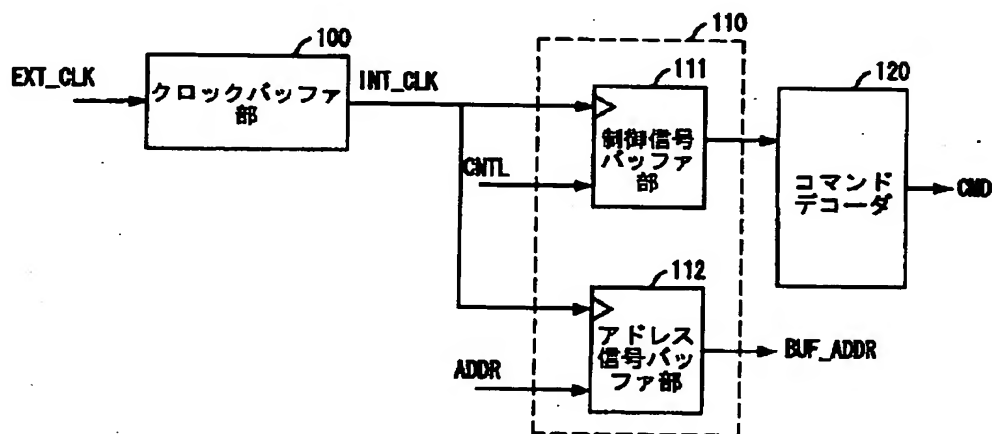 110
100
111
120
EXT_CLK
クロックバッファ
部
INT_CLK
制御信号
バッファ
部
CNTL
コマンド
デコーダ
CMD
112
アドレス
信号バッ
ファ部
ADDR
BUF_ADDR